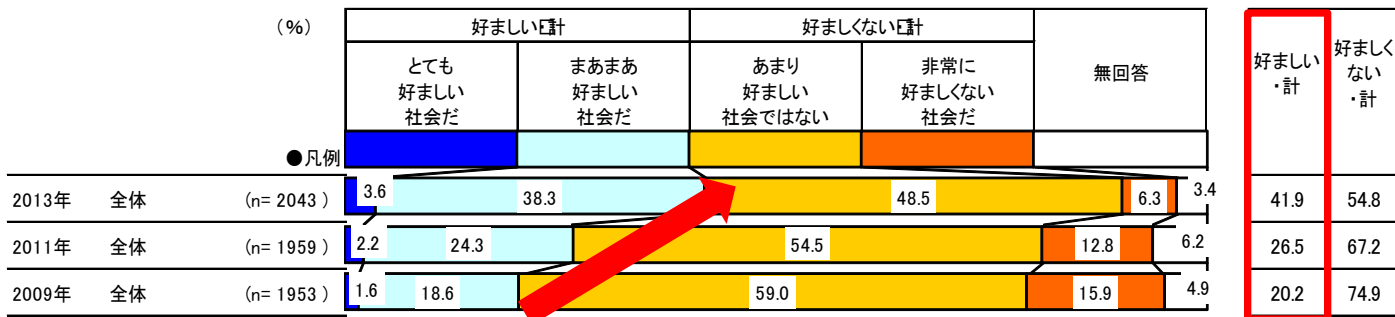 (%)
好ましい・計
好ましくない・計
とても
好ましい
社会だ
まあまあ
好ましい
社会だ
あまり
好ましい
社会ではない
非常に
好ましくない
社会だ
無回答
好ましい
・計
好ましく
ない
・計
●凡例
2013年 全体 (n= 2043 ) 3.6 38.3 48.5 6.3 3.4 41.9 54.8
2011年 全体 (n= 1959 ) 2.2 24.3 54.5 12.8 6.2 26.5 67.2
2009年 全体 (n= 1953 ) 1.6 18.6 59.0 15.9 4.9 20.2 74.9